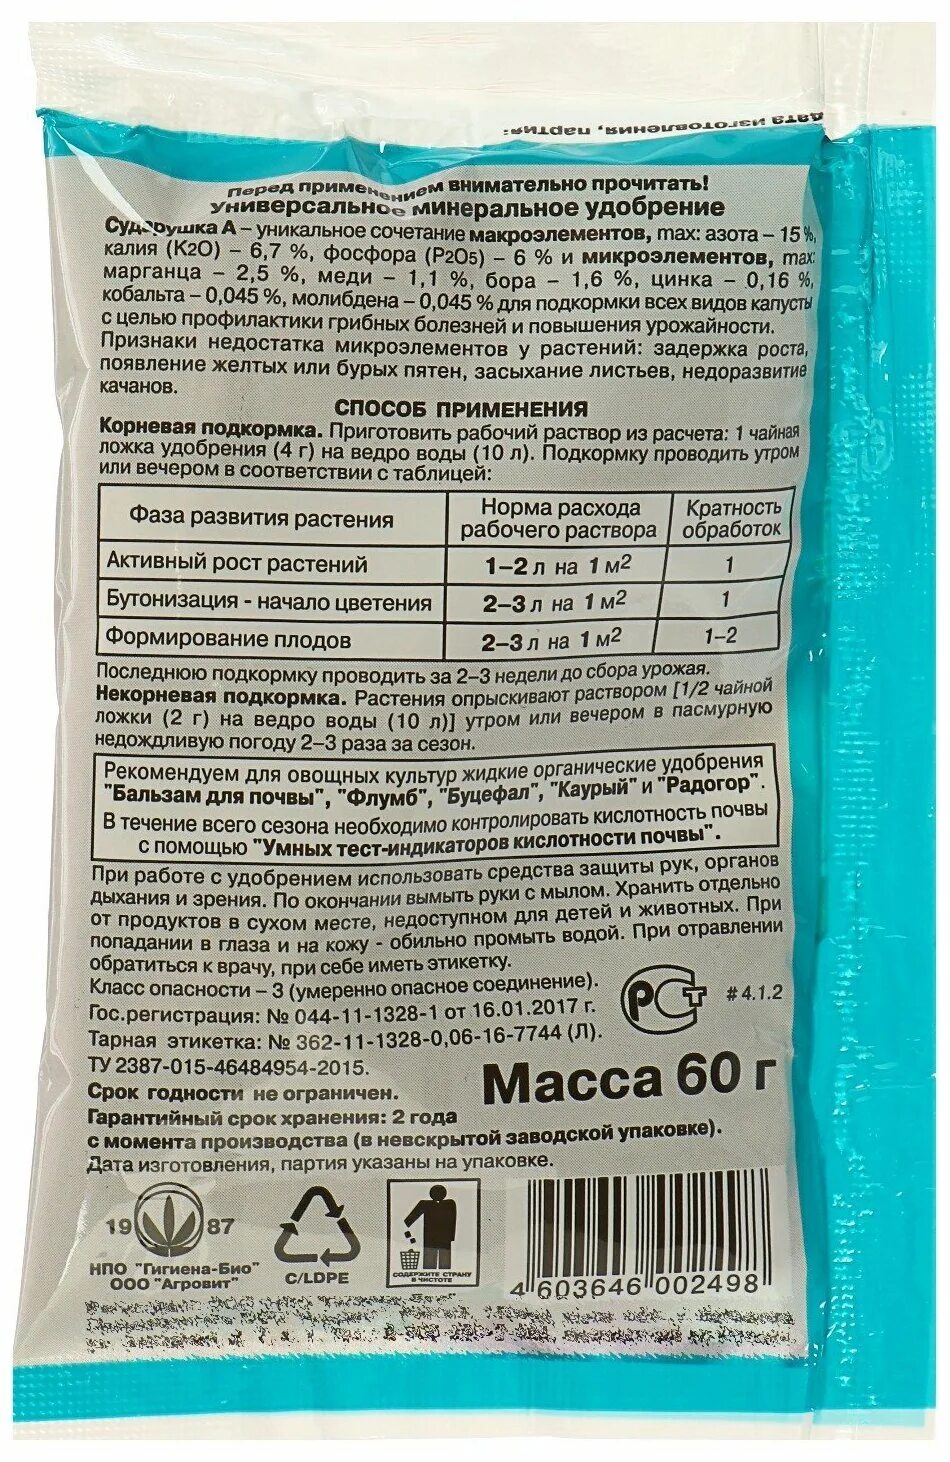 дата изготовления, партия:
Перед применением внимательно прочитать!
Универсальное минеральное удобрение
Сударушка А – уникальное сочетание макроэлементов, max: азота – 15 %,
калия (K2O) – 6,7 %, фосфора (P2O5) – 6 % и микроэлементов, max:
марганца – 2,5 %, меди – 1,1 %, бора – 1,6 %, цинка – 0,16 %,
кобальта – 0,045 %, молибдена – 0,045 % для подкормки всех видов капусты
с целью профилактики грибных болезней и повышения урожайности.
Признаки недостатка микроэлементов у растений: задержка роста,
появление желтых или бурых пятен, засыхание листьев, недоразвитие
качанов.
СПОСОБ ПРИМЕНЕНИЯ
Корневая подкормка. Приготовить рабочий раствор из расчета: 1 чайная
ложка удобрения (4 г) на ведро воды (10 л). Подкормку проводить утром
или вечером в соответствии с таблицей:
Фаза развития растения Норма расхода рабочего раствора Кратность обработок
Активный рост растений 1–2 л на 1 м2 1
Бутонизация - начало цветения 2–3 л на 1 м2 1
Формирование плодов 2–3 л на 1 м2 1–2
Последнюю подкормку проводить за 2–3 недели до сбора урожая.
Некорневая подкормка. Растения опрыскивают раствором [1/2 чайной
ложки (2 г) на ведро воды (10 л)] утром или вечером в пасмурную
недождливую погоду 2–3 раза за сезон.
Рекомендуем для овощных культур жидкие органические удобрения
"Бальзам для почвы", "Флумб", "Буцефал", "Каурый" и "Радогор".
В течение всего сезона необходимо контролировать кислотность почвы
с помощью "Умных тест-индикаторов кислотности почвы".
При работе с удобрением использовать средства защиты рук, органов
дыхания и зрения. По окончании вымыть руки с мылом. Хранить отдельно
от продуктов в сухом месте, недоступном для детей и животных. При
попадании в глаза и на кожу - обильно промыть водой. При отравлении
обратиться к врачу, при себе иметь этикетку.
Класс опасности – 3 (умеренно опасное соединение).
Гос.регистрация: № 044-11-1328-1 от 16.01.2017 г.
Тарная этикетка: № 362-11-1328-0,06-16-7744 (Л).
ТУ 2387-015-46484954-2015.
РСТ # 4.1.2
Масса 60 г
Срок годности не ограничен.
Гарантийный срок хранения: 2 года
с момента производства (в невскрытой заводской упаковке).
Дата изготовления, партия указаны на упаковке.
19 87
НПО "Гигиена-Био"
ООО "Агровит"
C/LDPE
СОДЕРЖИТЕ СТРАНУ
В ЧИСТОТЕ
4 603646 002498